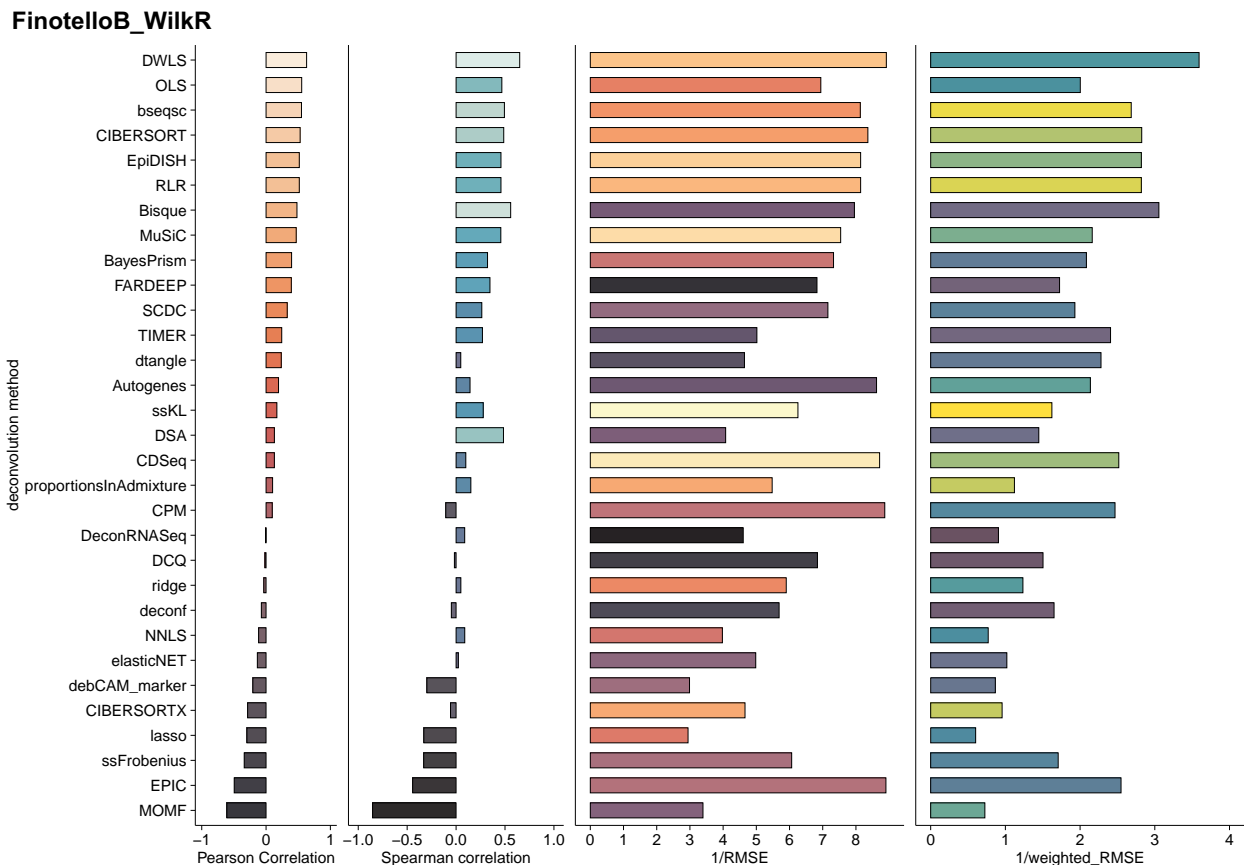 FinotelloB_WilkR
deconvolution method
DWLS
OLS
bseqsc
CIBERSORT
EpiDISH
RLR
Bisque
MuSiC
BayesPrism
FARDEEP
SCDC
TIMER
dtangle
Autogenes
ssKL
DSA
CDSeq
proportionsInAdmixture
CPM
DeconRNASeq
DCQ
ridge
deconf
NNLS
elasticNET
debCAM_marker
CIBERSORTX
lasso
ssFrobenius
EPIC
MOMF
−1 0 1
Pearson Correlation
−1.0 −0.5 0.0 0.5 1.0
Spearman correlation
0 1 2 3 4 5 6 7 8
1/RMSE
0 1 2 3 4
1/weighted_RMSE